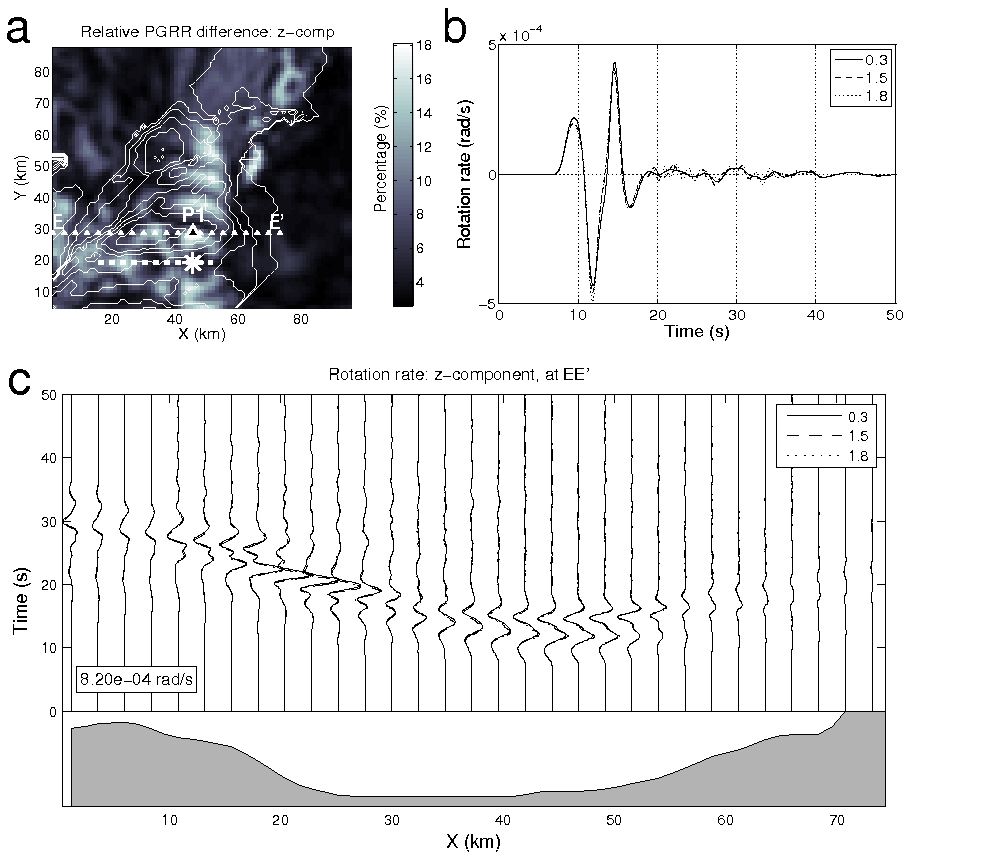 a
Relative PGRR difference: z-comp
80
70
60
50
40
30
20
10
Y (km)
E
P1
E'
20 40 60 80
X (km)
18
16
14
12
10
8
6
4
Percentage (%)
b
5 x 10⁻⁴
0
−5
Rotation rate (rad/s)
0.3
1.5
1.8
0 10 20 30 40 50
Time (s)
c
Rotation rate: z−component, at EE'
50
40
30
20
10
0
Time (s)
0.3
1.5
1.8
8.20e−04 rad/s
10 20 30 40 50 60 70
X (km)